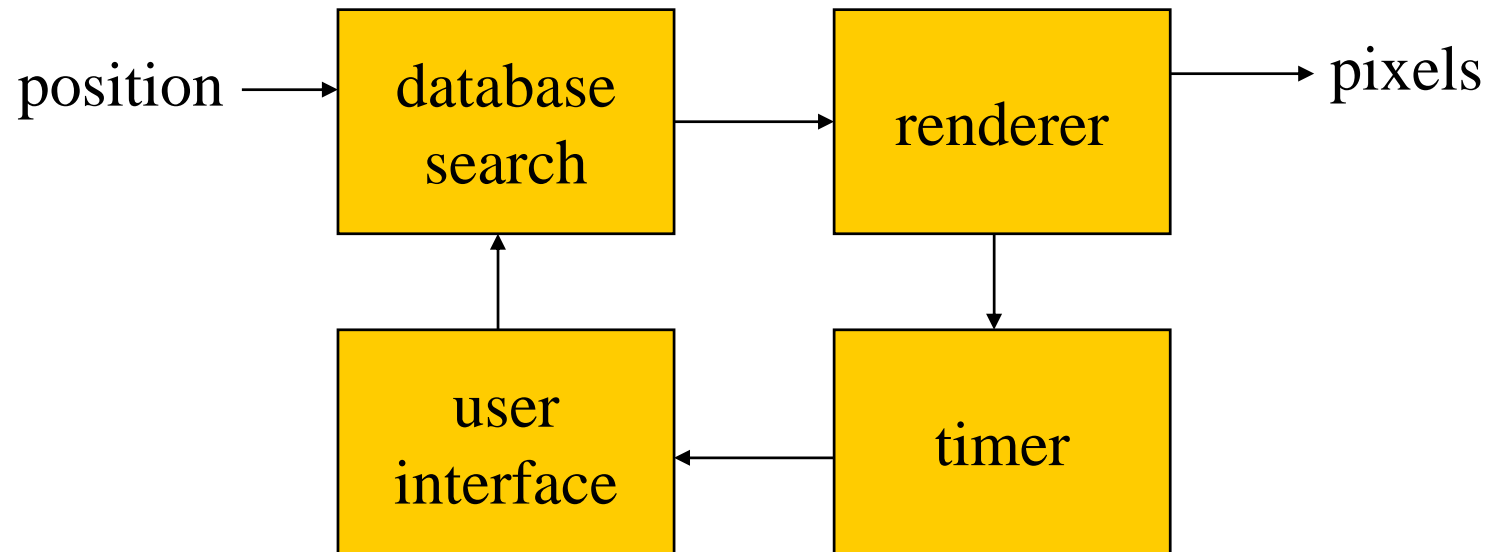 position
database
search
renderer
pixels
user
interface
timer